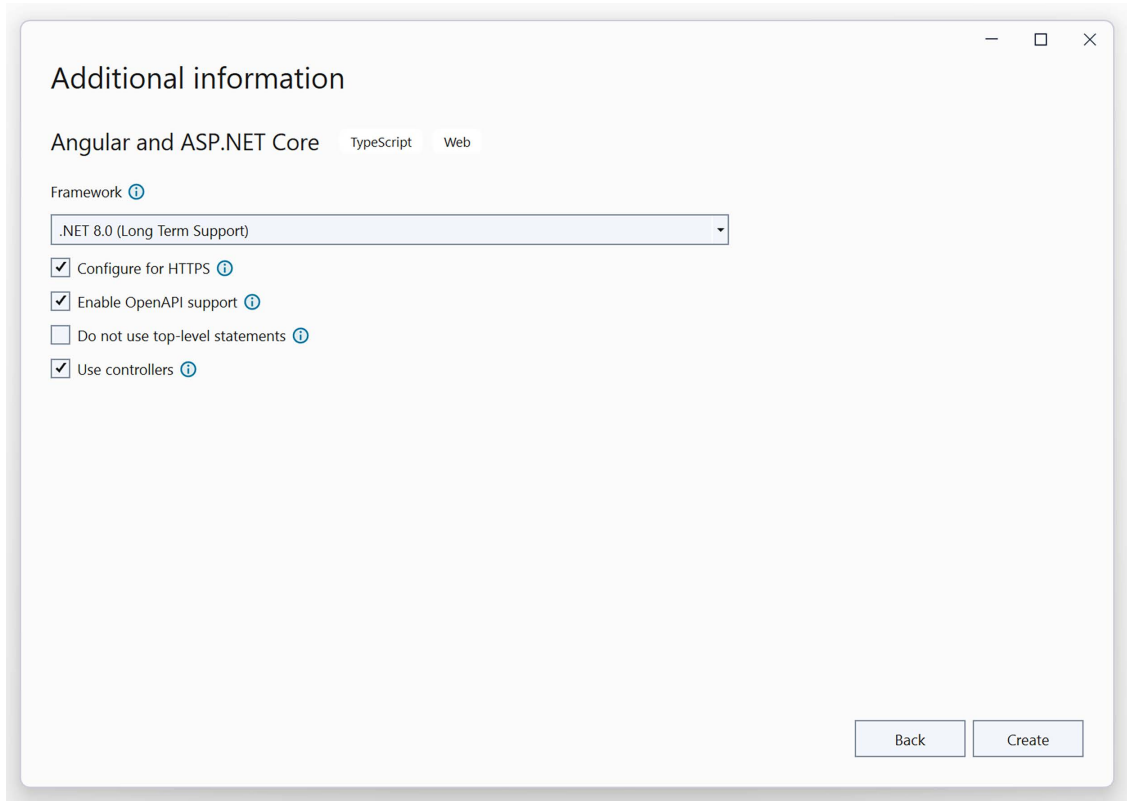 Additional information
Angular and ASP.NET Core TypeScript Web
Framework
.NET 8.0 (Long Term Support)
Configure for HTTPS
Enable OpenAPI support
Do not use top-level statements
Use controllers
Back Create